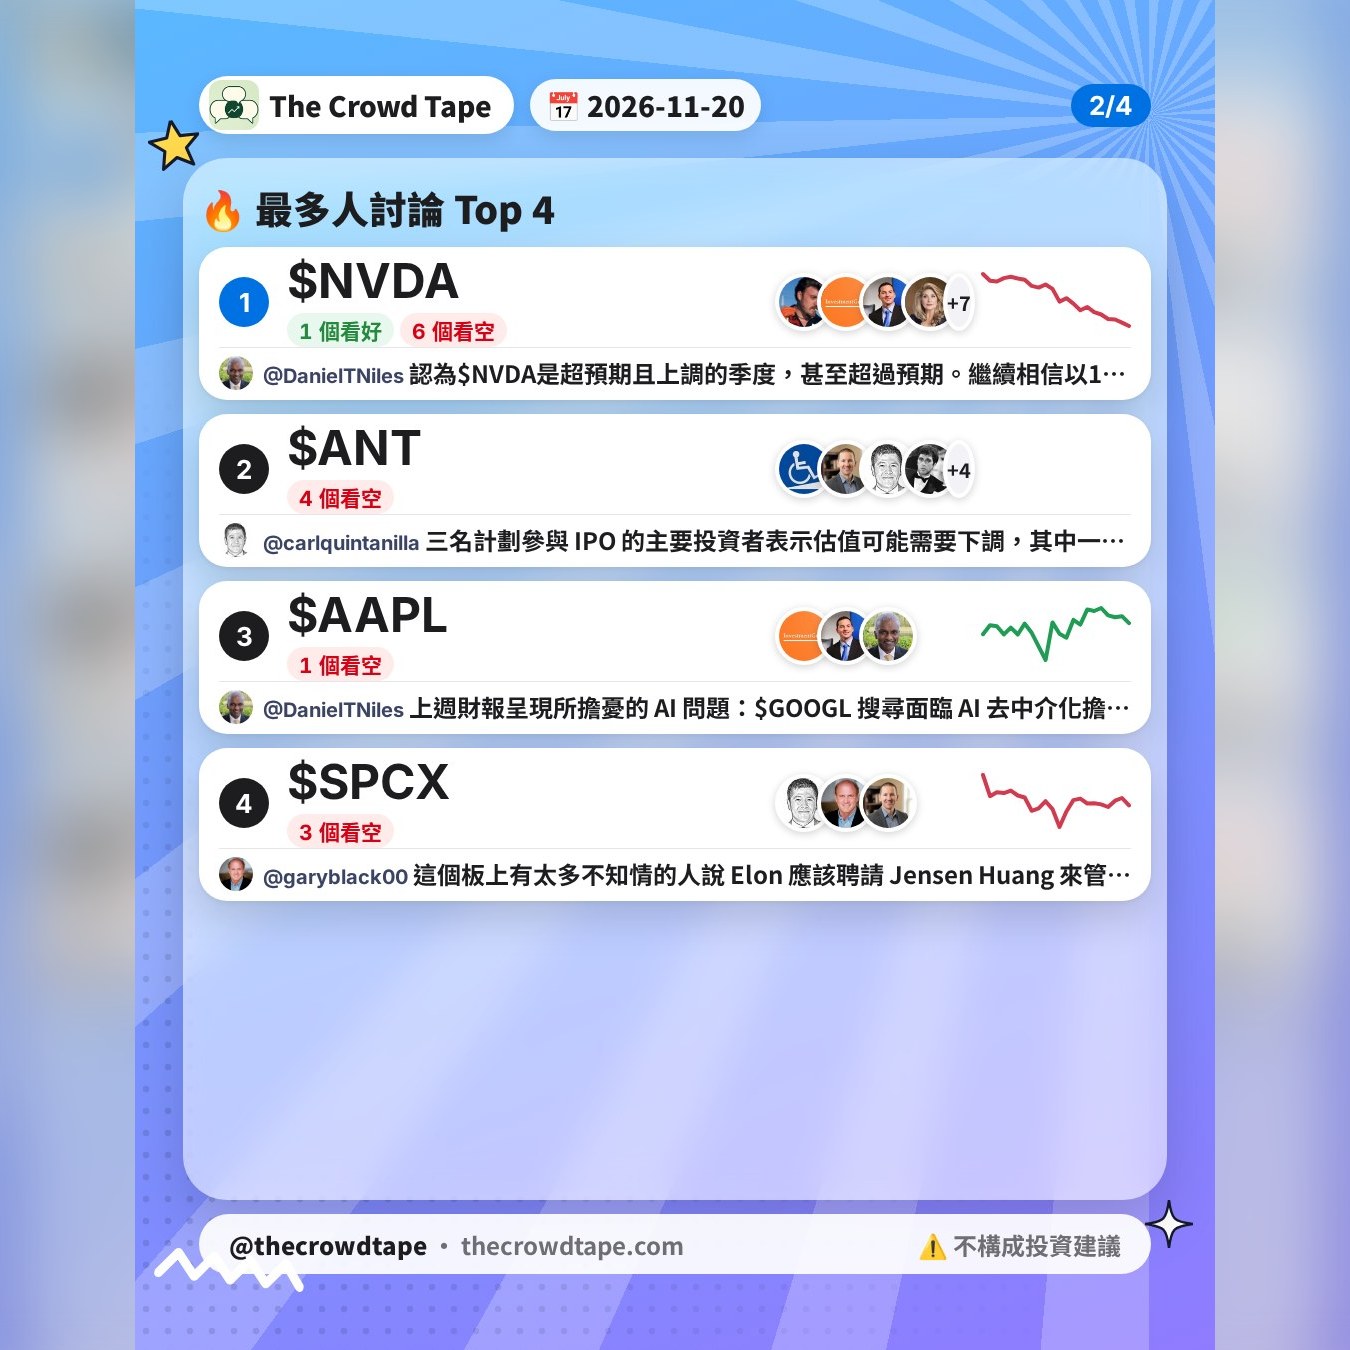 The Crowd Tape
July
17
2026-11-20
2/4
最多人討論 Top 4
1
$NVDA
+7
1 個看好
6 個看空
@DanielTNiles 認為$NVDA是超預期且上調的季度，甚至超過預期。繼續相信以1…
2
$ANT
+4
4 個看空
@carlquintanilla 三名計劃參與 IPO 的主要投資者表示估值可能需要下調，其中一…
3
$AAPL
1 個看空
@DanielTNiles 上週財報呈現所擔憂的 AI 問題：$GOOGL 搜尋面臨 AI 去中介化擔…
4
$SPCX
3 個看空
@garyblack00 這個板上有太多不知情的人說 Elon 應該聘請 Jensen Huang 來管…
@thecrowdtape • thecrowdtape.com
不構成投資建議